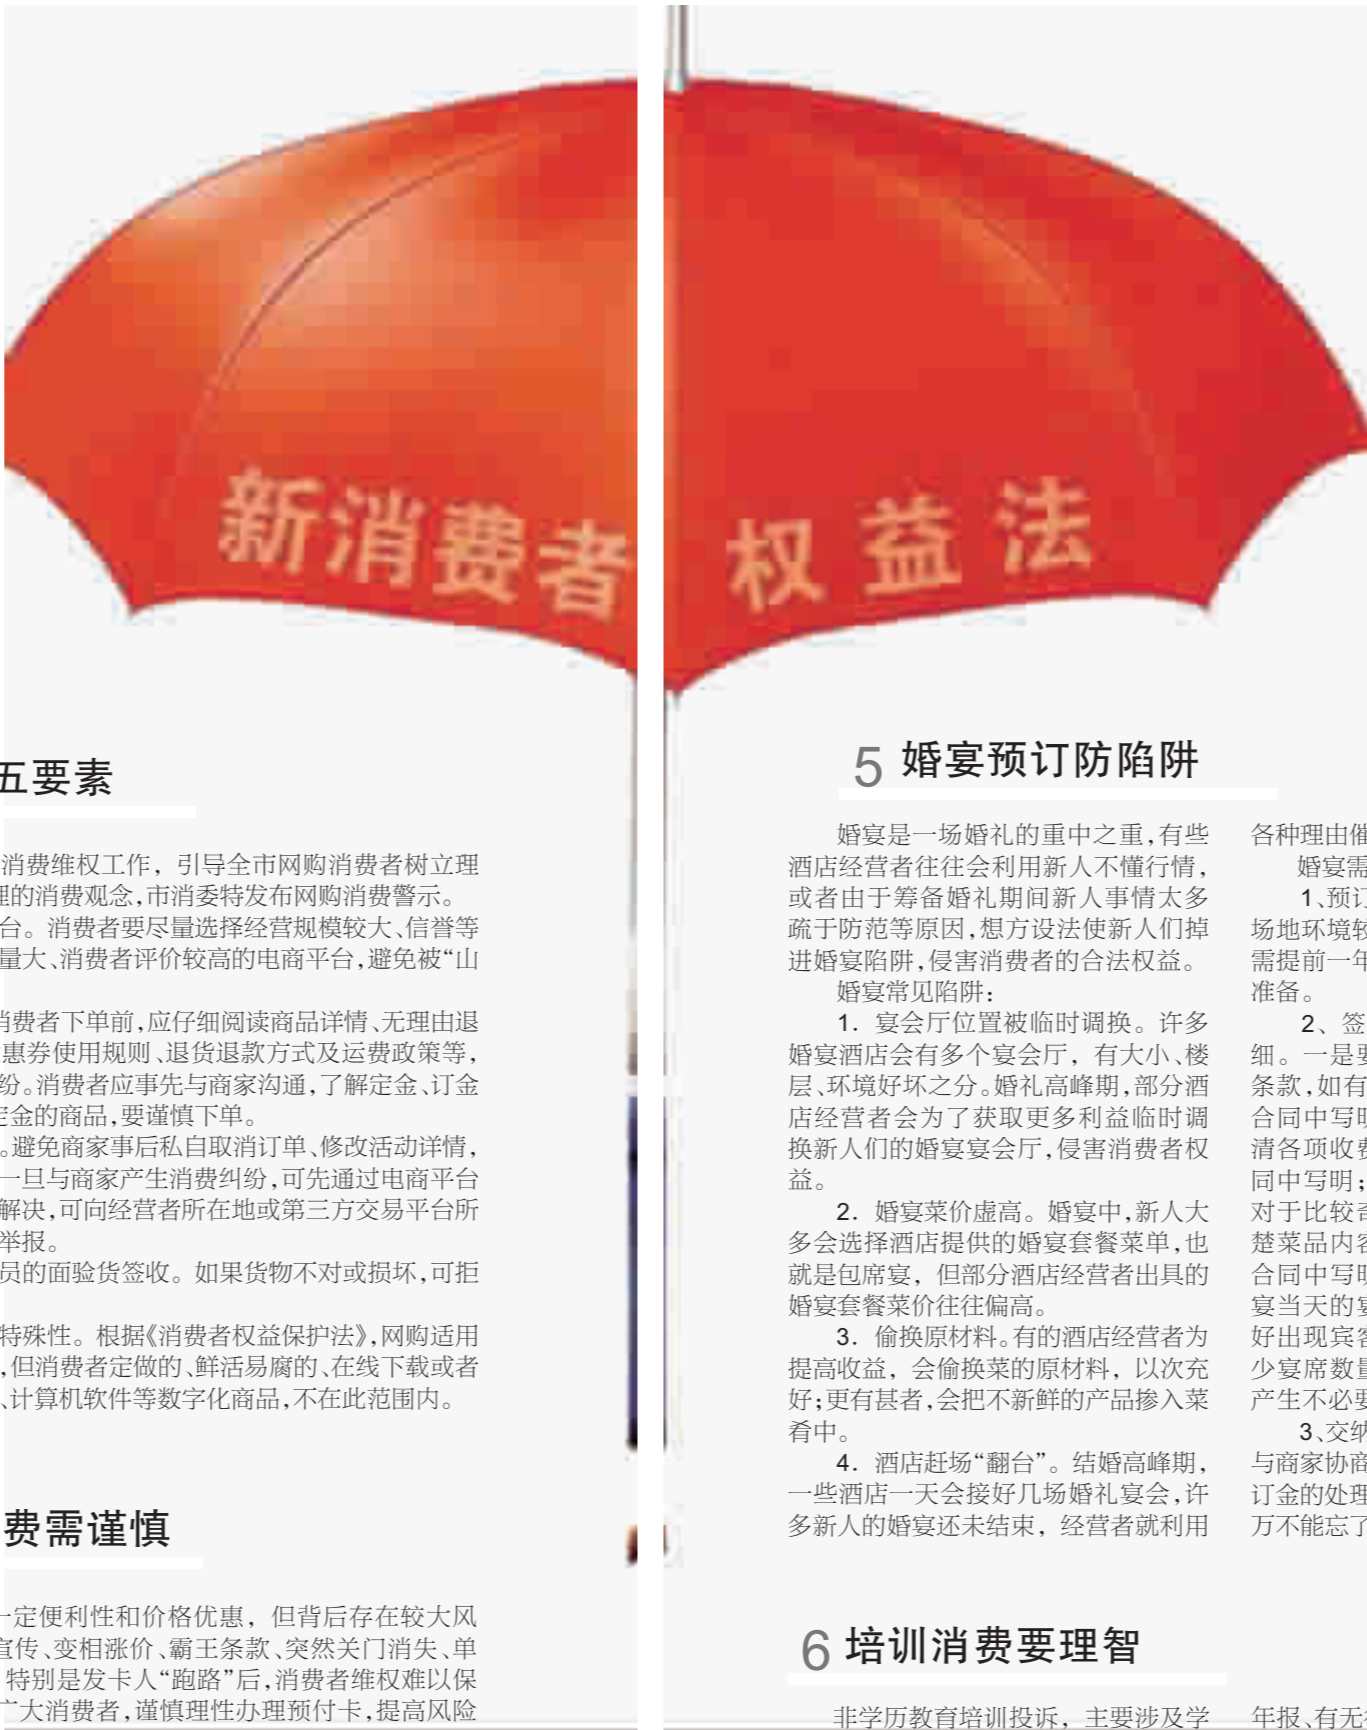 新消费者权益法
五要素
消费维权工作，引导全市网购消费者树立理
理的消费观念，市消委特发布网购消费警示。
台。消费者要尽量选择经营规模较大、信誉等
量大、消费者评价较高的电商平台，避免被“山
消费者下单前，应仔细阅读商品详情、无理由退
惠券使用规则、退货退款方式及运费政策等，
纷。消费者应事先与商家沟通，了解定金、订金
定金的商品，要谨慎下单。
。避免商家事后私自取消订单、修改活动详情，
一旦与商家产生消费纠纷，可先通过电商平台
解决，可向经营者所在地或第三方交易平台所
举报。
员的面验货签收。如果货物不对或损坏，可拒
特殊性。根据《消费者权益保护法》，网购适用
，但消费者定做的、鲜活易腐的、在线下载或者
、计算机软件等数字化商品，不在此范围内。
费需谨慎
一定便利性和价格优惠，但背后存在较大风
宣传、变相涨价、霸王条款、突然关门消失、单
特别是发卡人“跑路”后，消费者维权难以保
广大消费者，谨慎理性办理预付卡，提高风险
5 婚宴预订防陷阱
婚宴是一场婚礼的重中之重，有些
酒店经营者往往会利用新人不懂行情，
或者由于筹备婚礼期间新人事情太多
疏于防范等原因，想方设法使新人们掉
进婚宴陷阱，侵害消费者的合法权益。
婚宴常见陷阱：
1．宴会厅位置被临时调换。许多
婚宴酒店会有多个宴会厅，有大小、楼
层、环境好坏之分。婚礼高峰期，部分酒
店经营者会为了获取更多利益临时调
换新人们的婚宴宴会厅，侵害消费者权
益。
2．婚宴菜价虚高。婚宴中，新人大
多会选择酒店提供的婚宴套餐菜单，也
就是包席宴，但部分酒店经营者出具的
婚宴套餐菜价往往偏高。
3．偷换原材料。有的酒店经营者为
提高收益，会偷换菜的原材料，以次充
好；更有甚者，会把不新鲜的产品掺入菜
肴中。
4．酒店赶场“翻台”。结婚高峰期，
一些酒店一天会接好几场婚礼宴会，许
多新人的婚宴还未结束，经营者就利用
各种理由催
婚宴需
1、预订
场地环境较
需提前一年
准备。
2、签
细。一是要
条款，如有
合同中写明
清各项收费
同中写明；
对于比较奇
楚菜品内容
合同中写明
宴当天的宴
好出现宾客
少宴席数量
产生不必要
3、交纳
与商家协商
订金的处理
万不能忘了
6 培训消费要理智
非学历教育培训投诉，主要涉及学
年报、有无